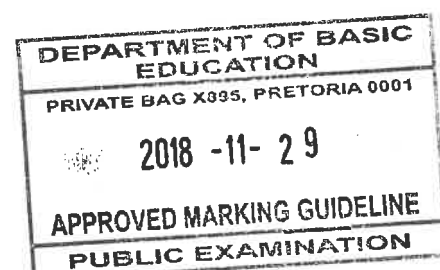 DEPARTMENT OF BASIC
EDUCATION
PRIVATE BAG X895, PRETORIA 0001
2018 -11- 29
APPROVED MARKING GUIDELINE
PUBLIC EXAMINATION